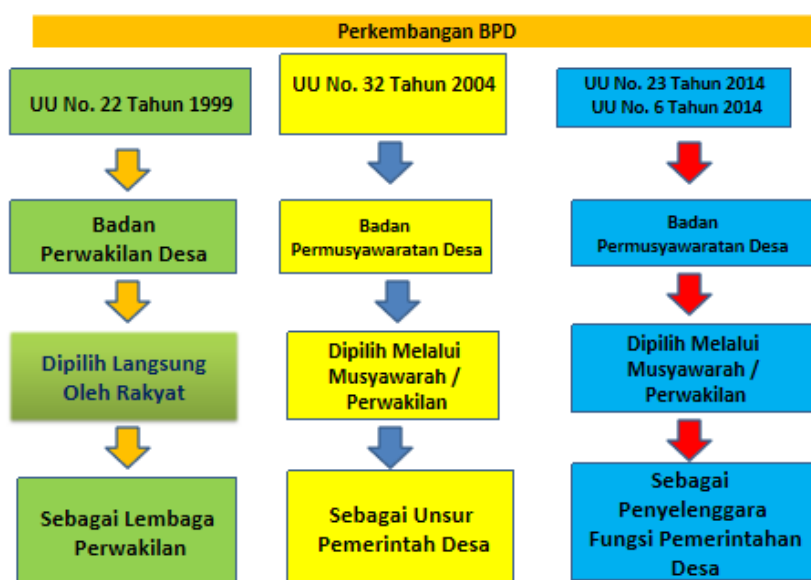 Perkembangan BPD
UU No. 22 Tahun 1999
Badan
Perwakilan Desa
Dipilih Langsung
Oleh Rakyat
Sebagai Lembaga
Perwakilan
UU No. 32 Tahun 2004
Badan
Permusyawaratan Desa
Dipilih Melalui
Musyawarah /
Perwakilan
Sebagai Unsur
Pemerintah Desa
UU No. 23 Tahun 2014
UU No. 6 Tahun 2014
Badan
Permusyawaratan Desa
Dipilih Melalui
Musyawarah /
Perwakilan
Sebagai
Penyelenggara
Fungsi Pemerintahan
Desa